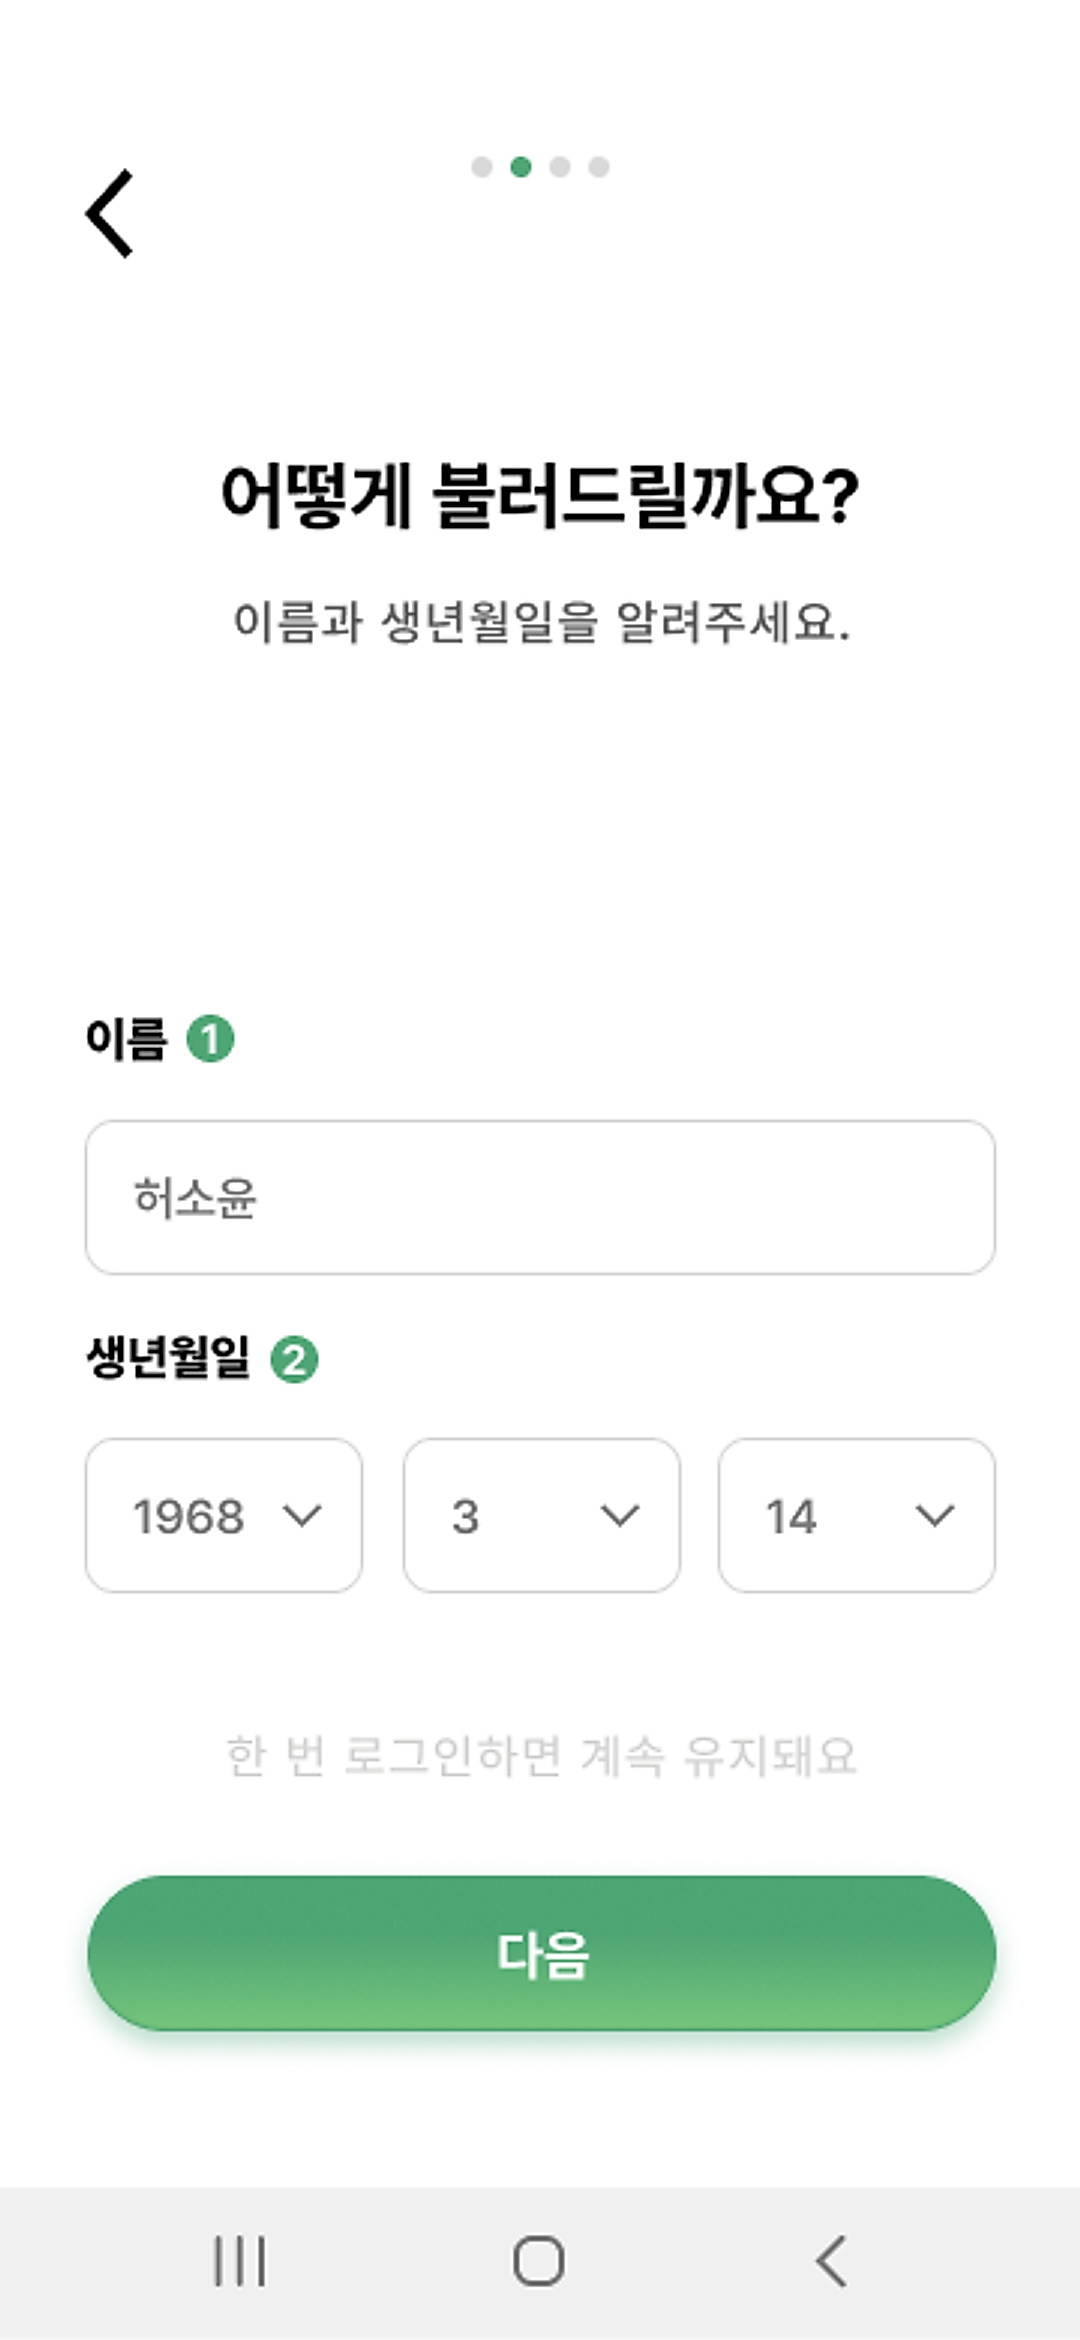 어떻게 불러드릴까요?
이름과 생년월일을 알려주세요.
이름 1
허소윤
생년월일 2
1968 3 14
한 번 로그인하면 계속 유지돼요
다음